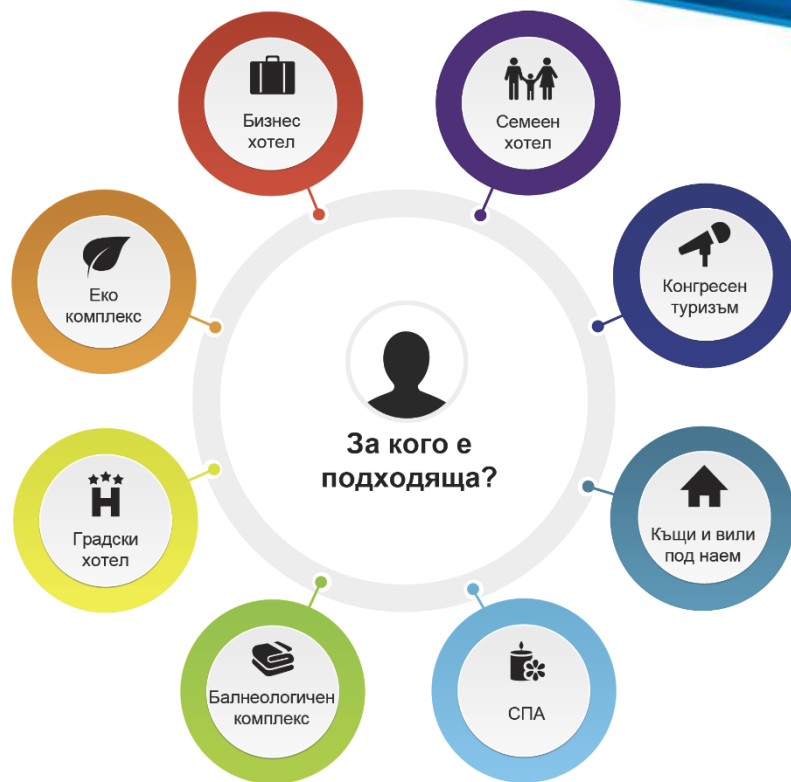 Бизнес
хотел
Семеен
хотел
Еко
комплекс
Конгресен
туризъм
За кого е
подходяща?
Градски
хотел
Къщи и вили
под наем
Балнеологичен
комплекс
СПА